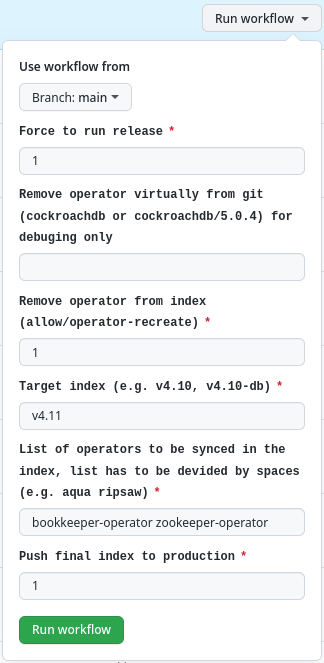 Run workflow
Use workflow from
Branch: main
Force to run release *
1
Remove operator virtually from git
(cockroachdb or cockroachdb/5.0.4) for
debuging only
Remove operator from index
(allow/operator-recreate) *
1
Target index (e.g. v4.10, v4.10-db) *
v4.11
List of operators to be synced in the
index, list has to be devided by spaces
(e.g. aqua ripsaw) *
bookkeeper-operator zookeeper-operator
Push final index to production *
1
Run workflow